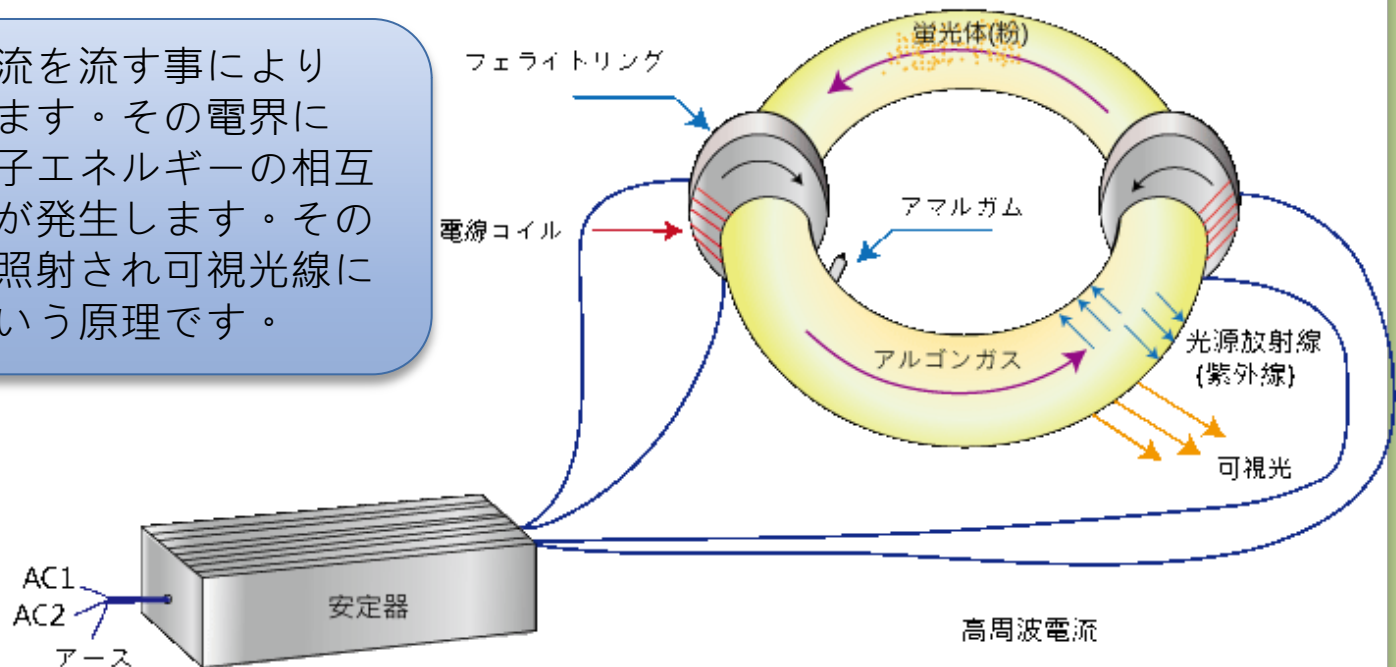 流を流す事により
ます・その電界に
子エネルギーの相互
が発生します・その
照射され可視光線に
いう原理です・
フェライトリング
蛍光体(粉)
電線コイル
アマルガム
アルゴンガス
光源放射線
(紫外線)
可視光
AC1
AC2
アース
安定器
高周波電流